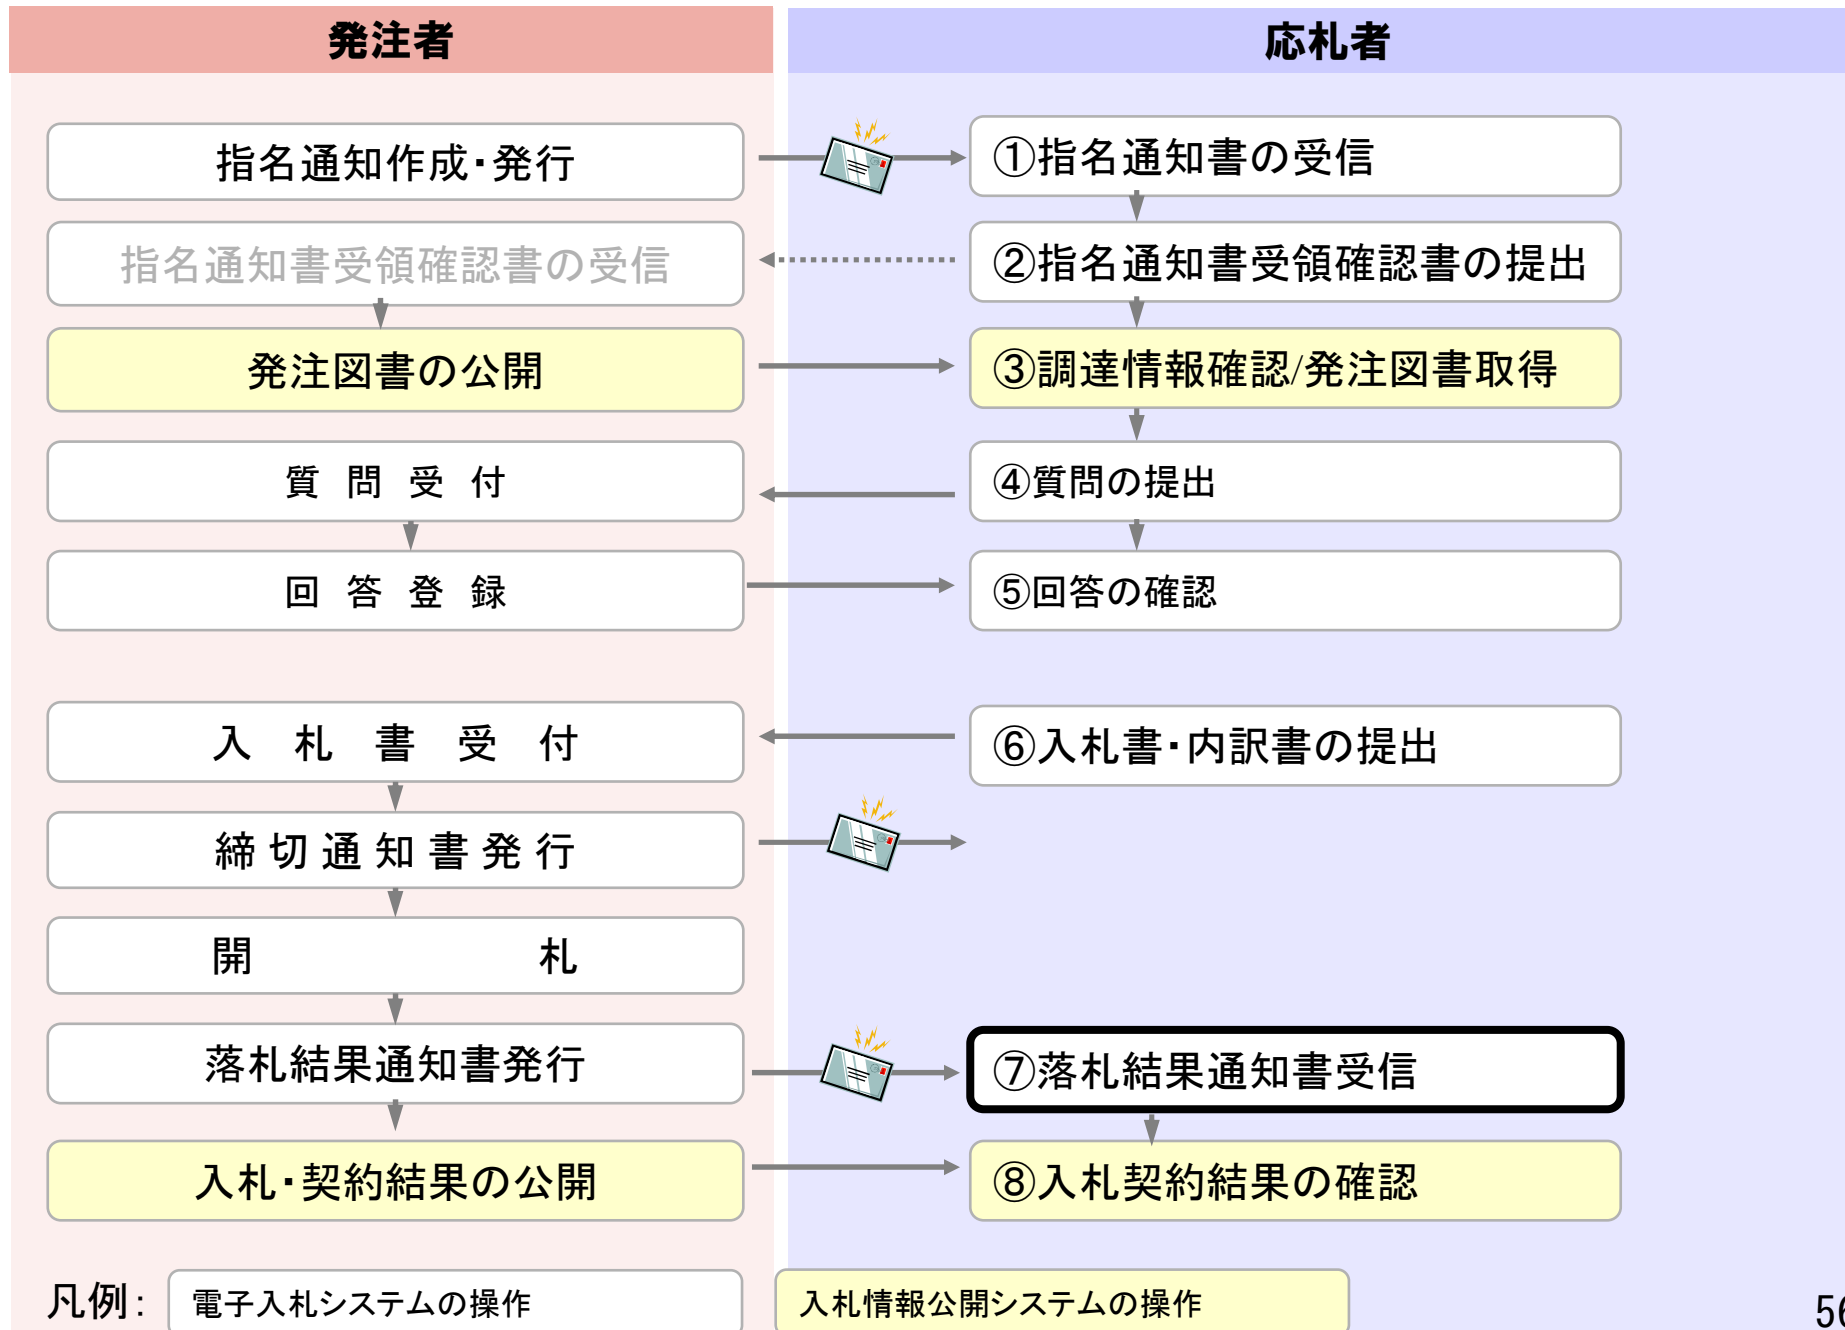 発注者
応札者
指名通知作成・発行
①指名通知書の受信
指名通知書受領確認書の受信
②指名通知書受領確認書の提出
発注図書の公開
③調達情報確認/発注図書取得
質 問 受 付
④質問の提出
回 答 登 録
⑤回答の確認
入 札 書 受 付
⑥入札書・内訳書の提出
締 切 通 知 書 発 行
開 札
落札結果通知書発行
⑦落札結果通知書受信
入札・契約結果の公開
⑧入札契約結果の確認
凡例：
電子入札システムの操作
入札情報公開システムの操作